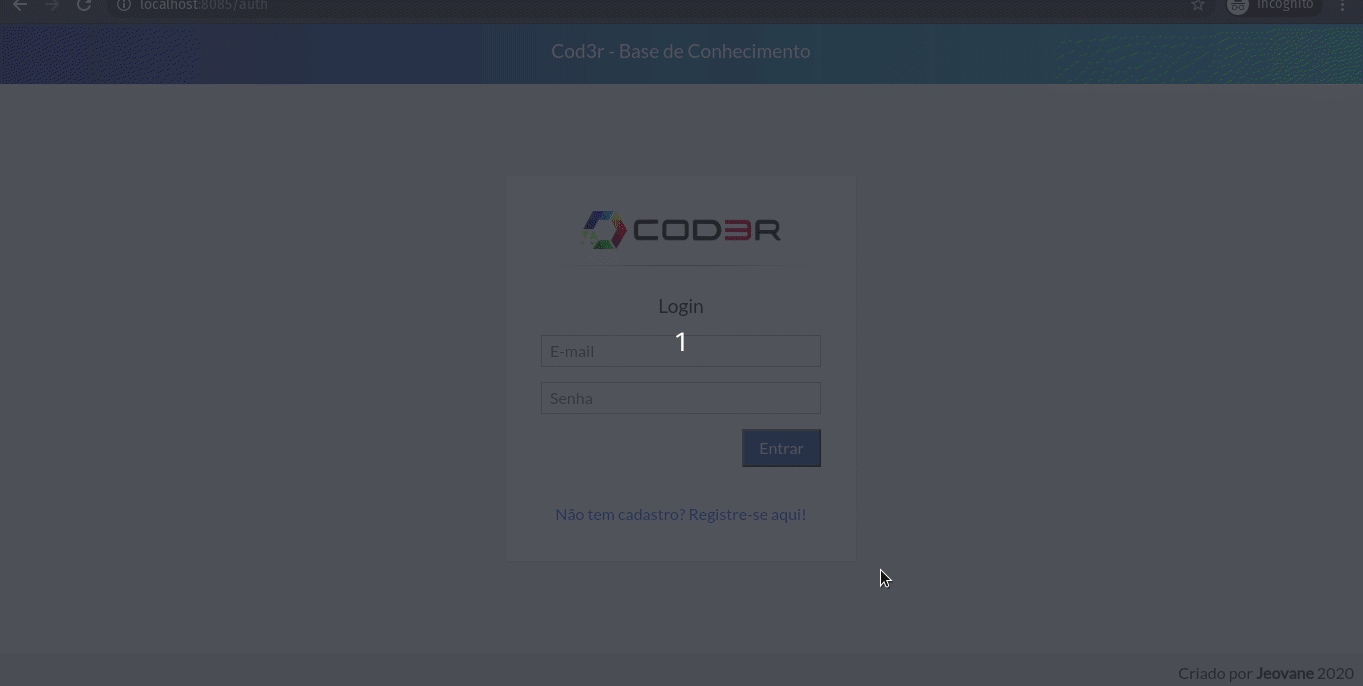 localhost:8085/auth
Incognito
Cod3r - Base de Conhecimento
COD3R
Login
1
E-mail
Senha
Entrar
Não tem cadastro? Registre-se aqui!
Criado por Jeovane 2020